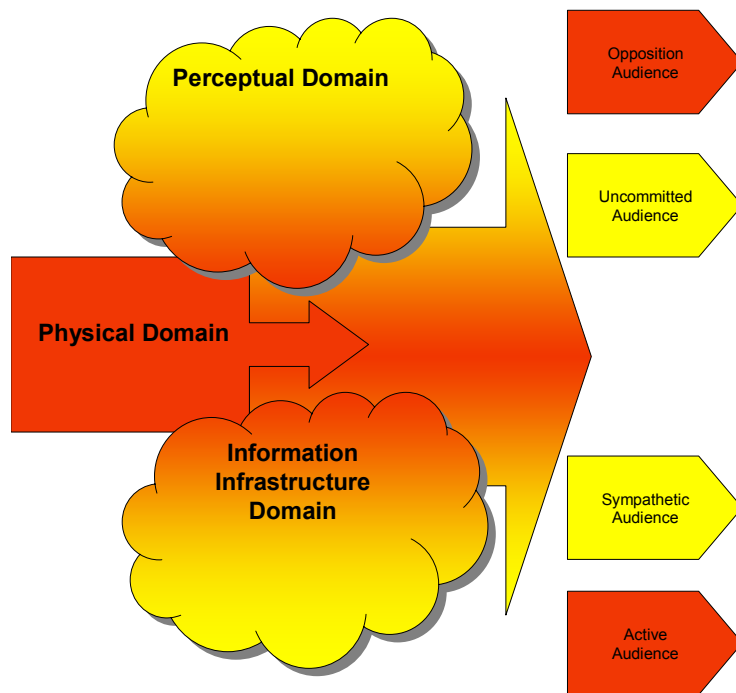 Perceptual Domain
Physical Domain
Information
Infrastructure
Domain
Opposition
Audience
Uncommitted
Audience
Sympathetic
Audience
Active
Audience